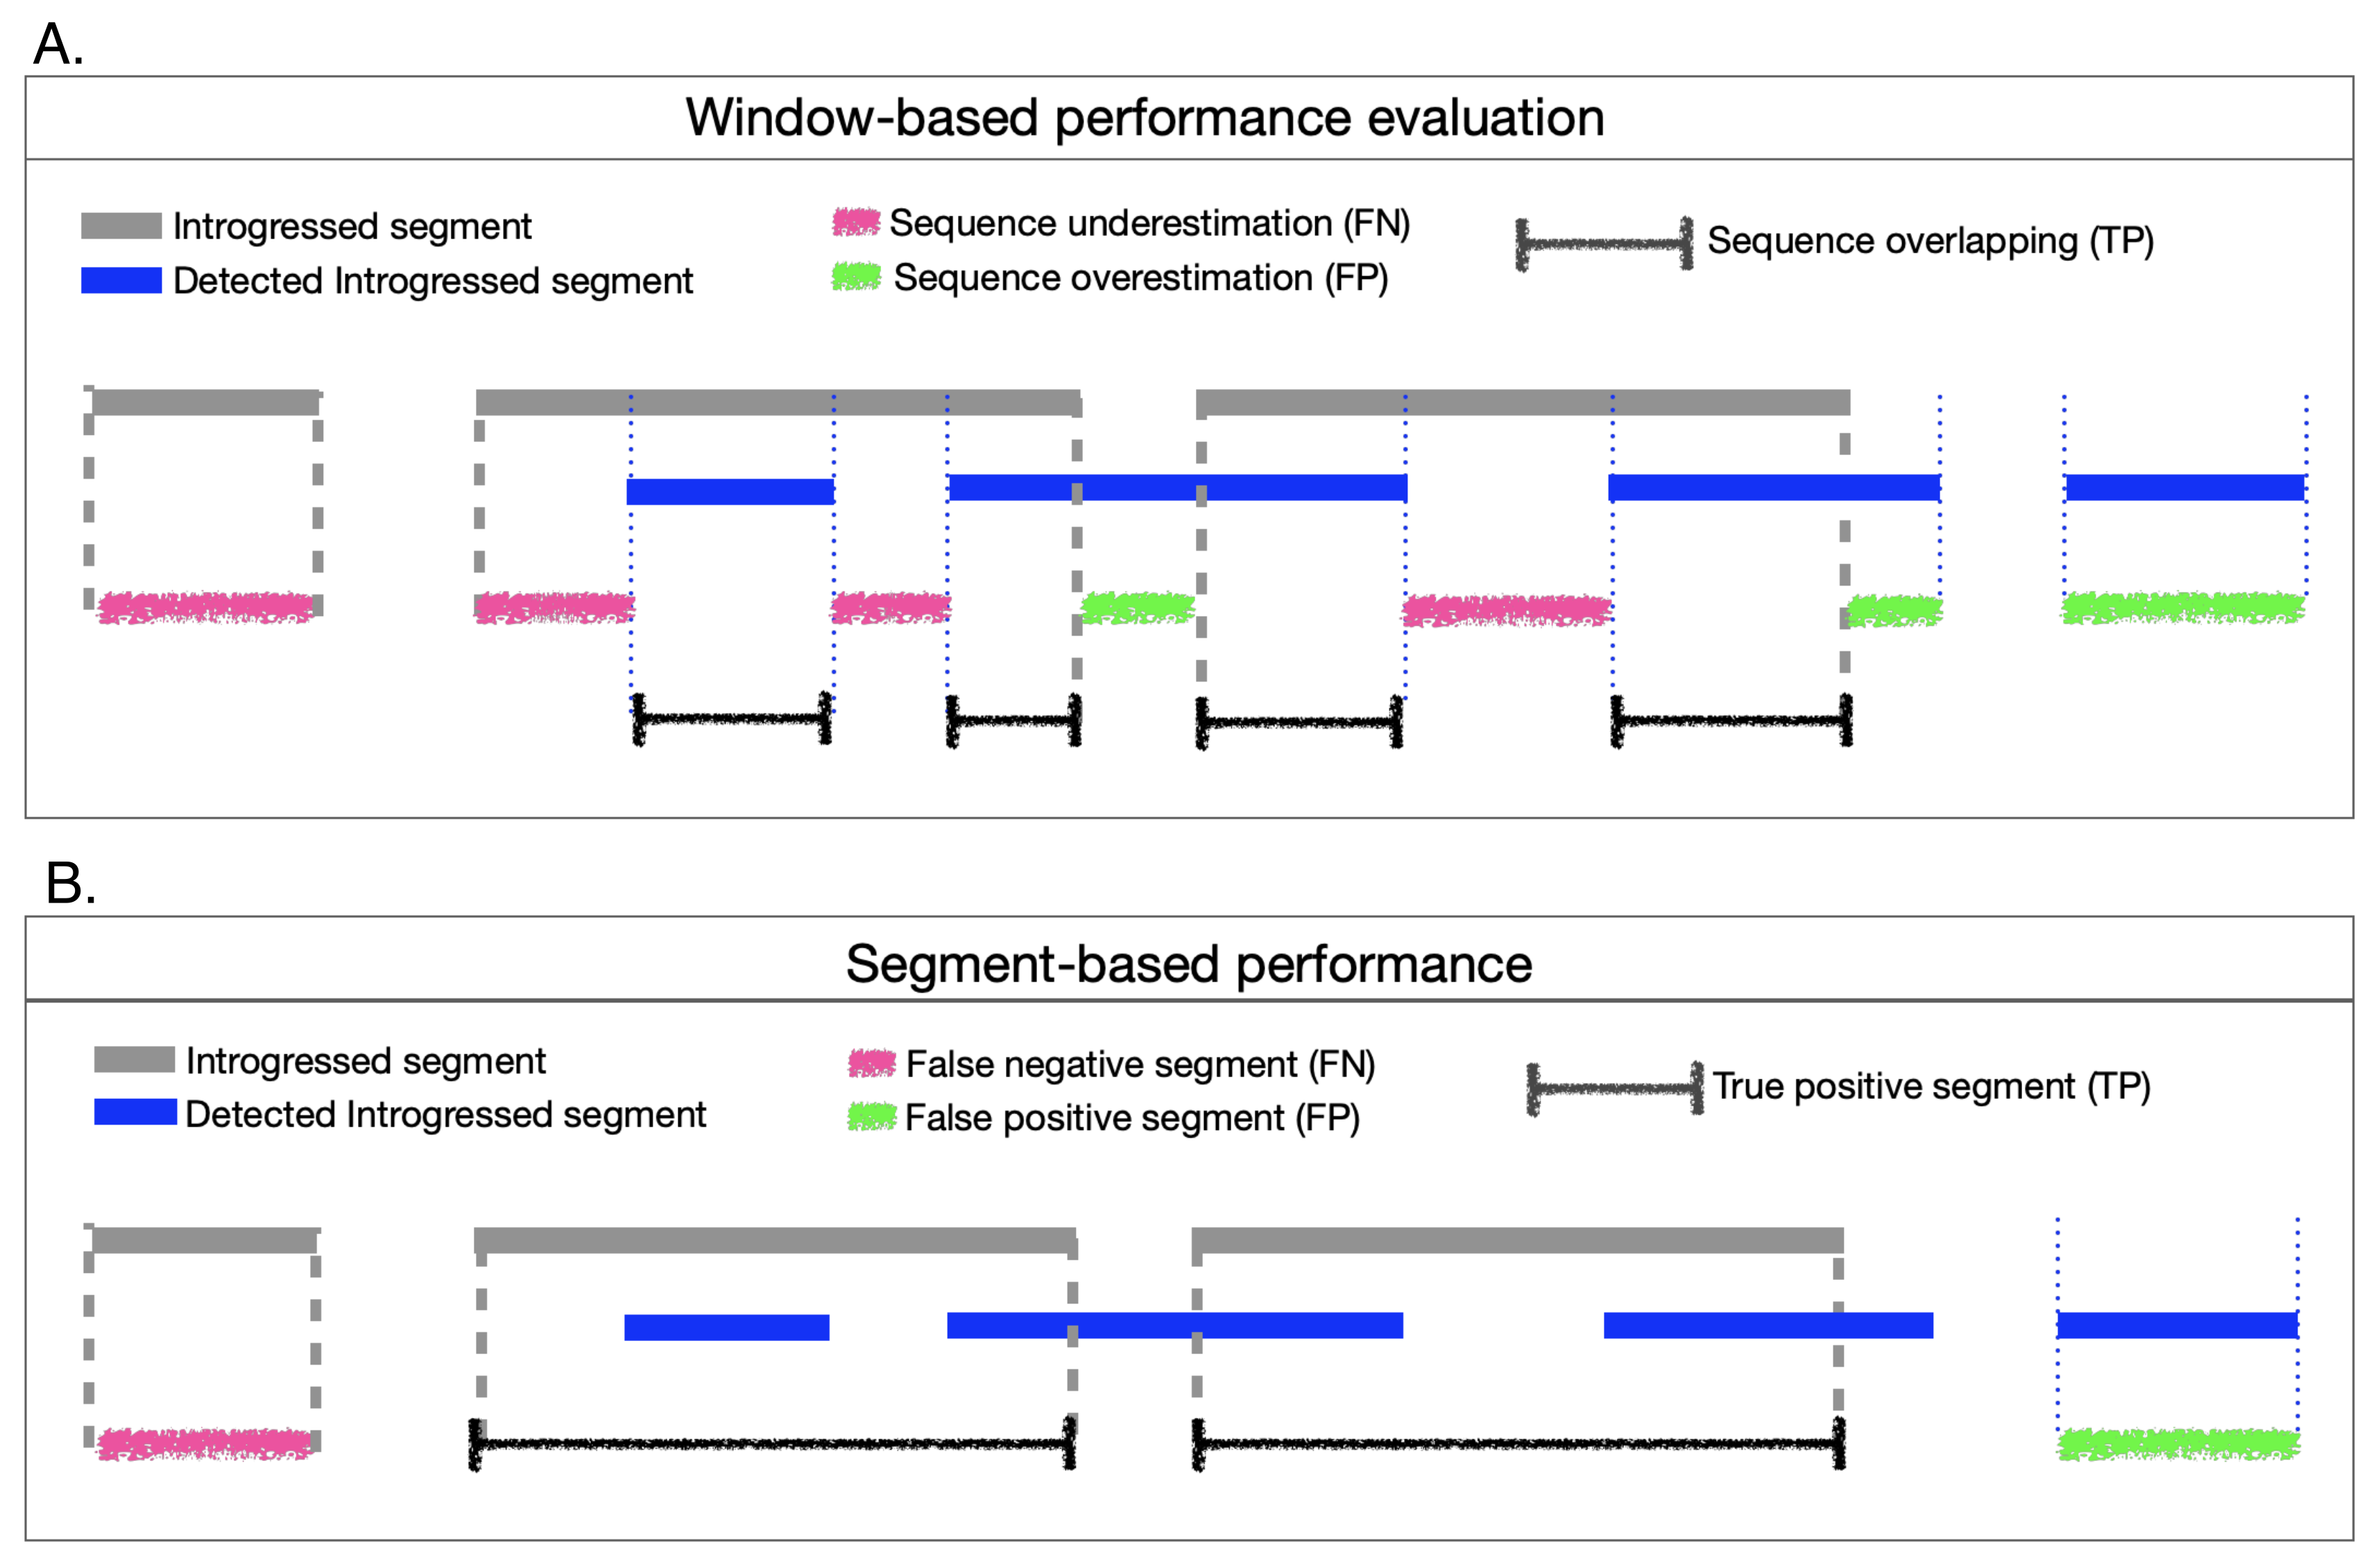 A.
Window-based performance evaluation
Introgressed segment
Detected Introgressed segment
Sequence underestimation (FN)
Sequence overestimation (FP)
Sequence overlapping (TP)
B.
Segment-based performance
Introgressed segment
Detected Introgressed segment
False negative segment (FN)
False positive segment (FP)
True positive segment (TP)